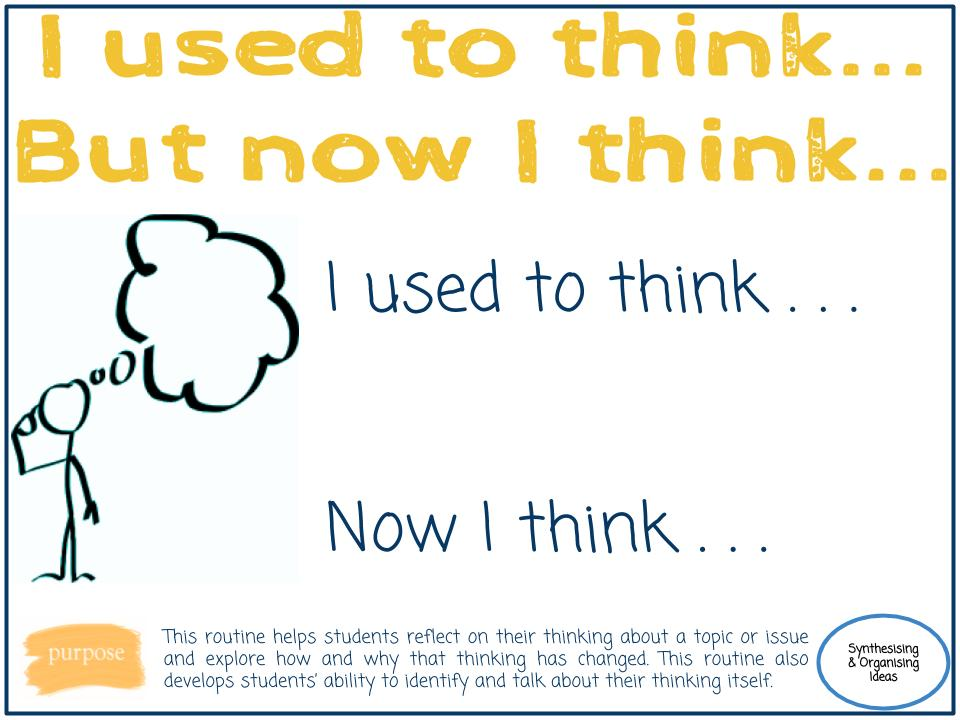 I used to think...
But now I think...
I used to think . . .
Now I think . . .
purpose
This routine helps students reflect on their thinking about a topic or issue
and explore how and why that thinking has changed. This routine also
develops students' ability to identify and talk about their thinking itself.
Synthesising
& Organising
Ideas